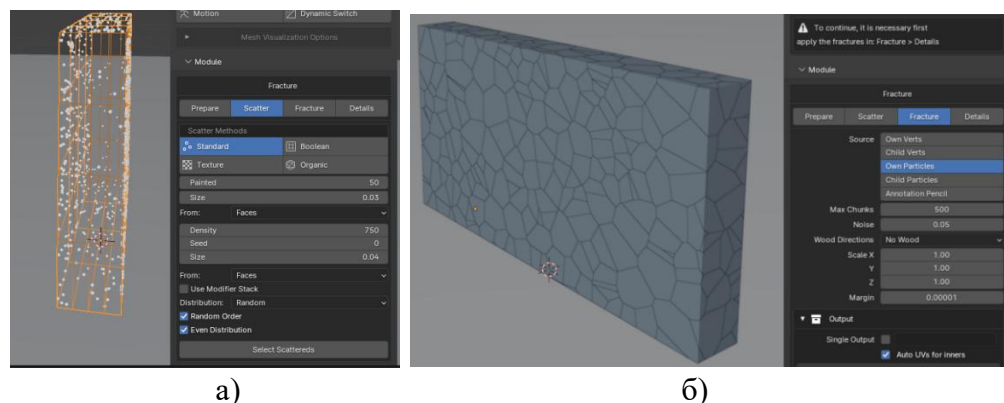 Motion
Dynamic Switch
Mesh Visualization Options
Module
Fracture
Prepare Scatter Fracture Details
Scatter Methods
Standard Boolean
Texture Organic
Painted 50
Size 0.03
From: Faces
Density 750
Seed 0
Size 0.04
From: Faces
Use Modifier Stack
Distribution: Random
Random Order
Even Distribution
Select Scattereds
а)
To continue, it is necessary first
apply the fractures in: Fracture > Details
Module
Fracture
Prepare Scatter Fracture Details
Source Own Verts
Child Verts
Own Particles
Child Particles
Annotation Pencil
Max Chunks 500
Noise 0.05
Wood Directions No Wood
Scale X 1.00
Y 1.00
Z 1.00
Margin 0.00001
Output
Single Output
Auto UVs for inners
б)